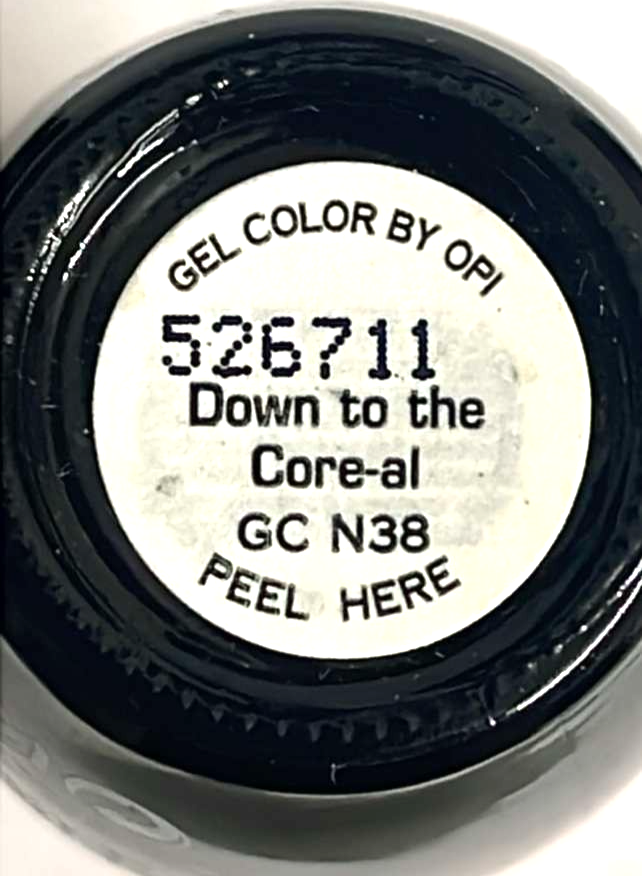 GEL COLOR BY OPI
526711
Down to the
Core-al
GC N38
PEEL HERE